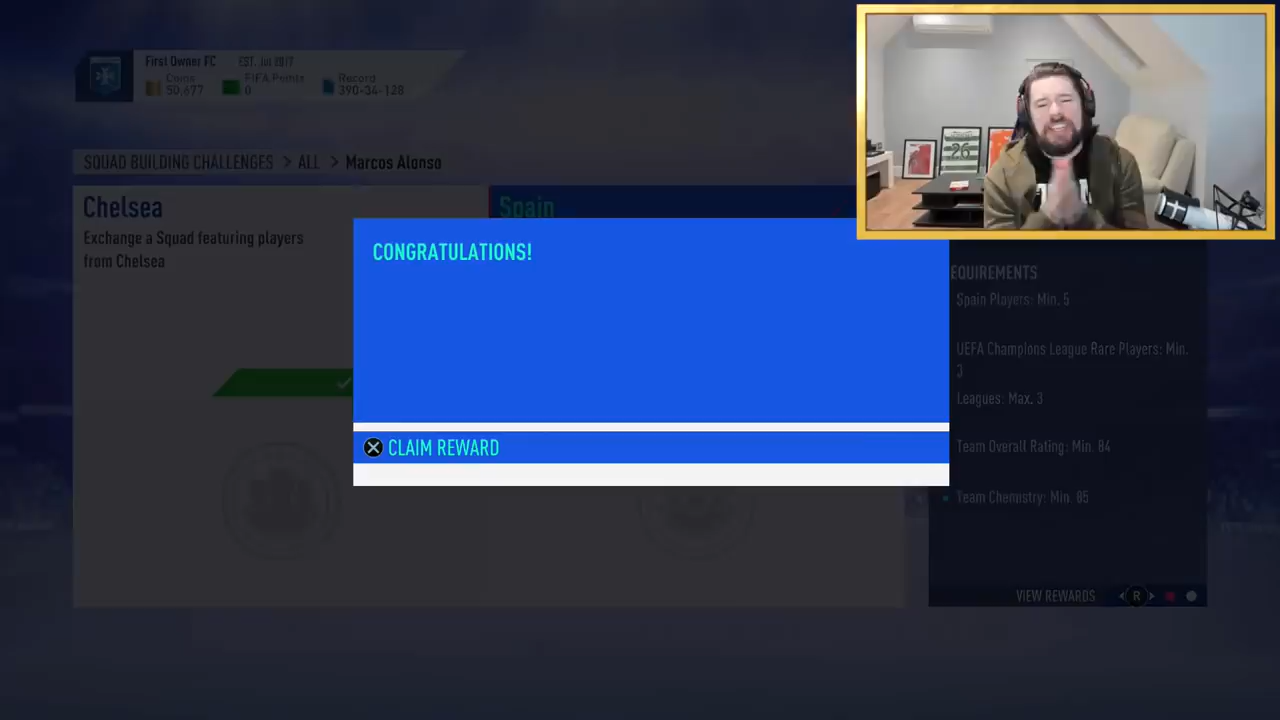 First Owner FC EST. Jul 2017
Coins
50,677
FIFA Points
0
Record
390-34-128
SQUAD BUILDING CHALLENGES > ALL > Marcos Alonso
Chelsea
Exchange a Squad featuring players
from Chelsea
Spain
CONGRATULATIONS!
CLAIM REWARD
EQUIREMENTS
Spain Players: Min. 5
UEFA Champions League Rare Players: Min.
3
Leagues: Max. 3
Team Overall Rating: Min. 84
Team Chemistry: Min. 85
VIEW REWARDS R
26